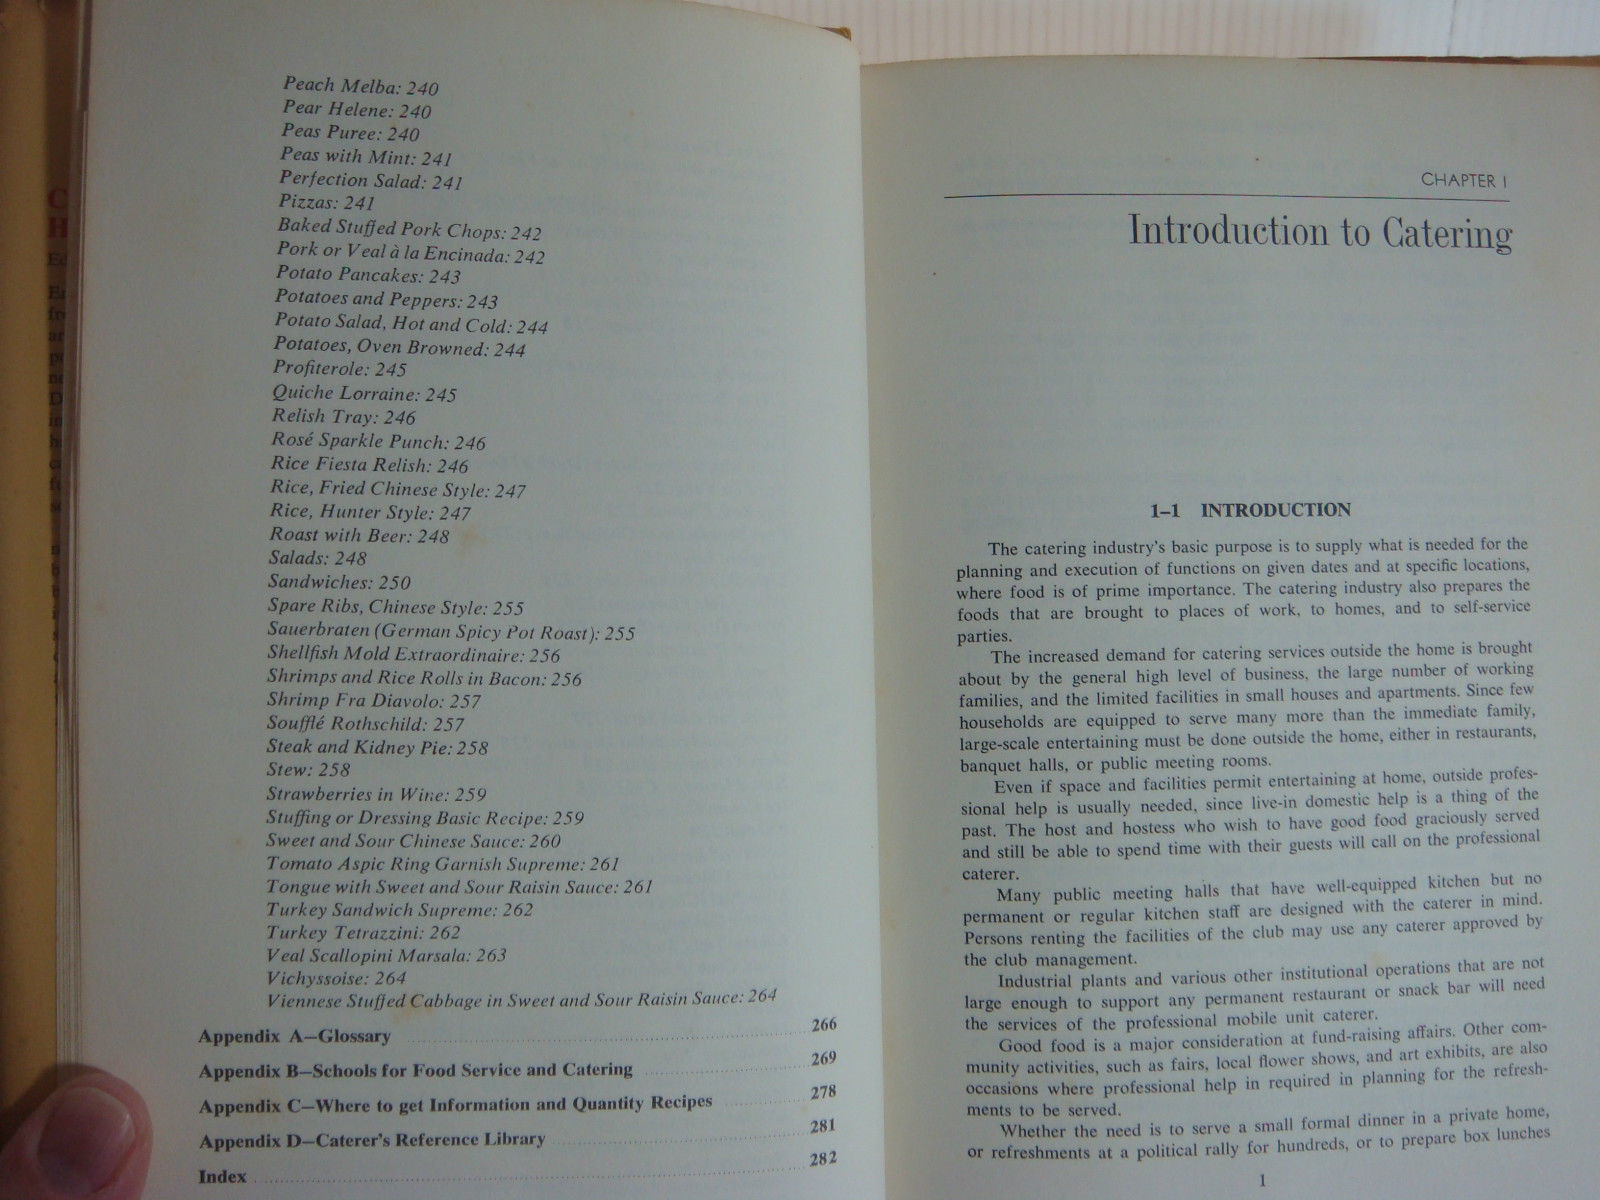 Peach Melba: 240
Pear Helene: 240
Peas Puree: 240
Peas with Mint: 241
Perfection Salad: 241
Pizzas: 241
Baked Stuffed Pork Chops: 242
Pork or Veal à la Encinada: 242
Potato Pancakes: 243
Potatoes and Peppers: 243
Potato Salad, Hot and Cold: 244
Potatoes, Oven Browned: 244
Profiterole: 245
Quiche Lorraine: 245
Relish Tray: 246
Rosé Sparkle Punch: 246
Rice Fiesta Relish: 246
Rice, Fried Chinese Style: 247
Rice, Hunter Style: 247
Roast with Beer: 248
Salads: 248
Sandwiches: 250
Spare Ribs, Chinese Style: 255
Sauerbraten (German Spicy Pot Roast): 255
Shellfish Mold Extraordinaire: 256
Shrimps and Rice Rolls in Bacon: 256
Shrimp Fra Diavolo: 257
Soufflé Rothschild: 257
Steak and Kidney Pie: 258
Stew: 258
Strawberries in Wine: 259
Stuffing or Dressing Basic Recipe: 259
Sweet and Sour Chinese Sauce: 260
Tomato Aspic Ring Garnish Supreme: 261
Tongue with Sweet and Sour Raisin Sauce: 261
Turkey Sandwich Supreme: 262
Turkey Tetrazzini: 262
Veal Scallopini Marsala: 263
Vichyssoise: 264
Viennese Stuffed Cabbage in Sweet and Sour Raisin Sauce: 264
Appendix A—Glossary 266
Appendix B—Schools for Food Service and Catering 269
Appendix C—Where to get Information and Quantity Recipes 278
Appendix D—Caterer's Reference Library 281
Index 282
CHAPTER 1
Introduction to Catering
1–1 INTRODUCTION
The catering industry's basic purpose is to supply what is needed for the
planning and execution of functions on given dates and at specific locations,
where food is of prime importance. The catering industry also prepares the
foods that are brought to places of work, to homes, and to self-service
parties.
The increased demand for catering services outside the home is brought
about by the general high level of business, the large number of working
families, and the limited facilities in small houses and apartments. Since few
households are equipped to serve many more than the immediate family,
large-scale entertaining must be done outside the home, either in restaurants,
banquet halls, or public meeting rooms.
Even if space and facilities permit entertaining at home, outside profes-
sional help is usually needed, since live-in domestic help is a thing of the
past. The host and hostess who wish to have good food graciously served
and still be able to spend time with their guests will call on the professional
caterer.
Many public meeting halls that have well-equipped kitchen but no
permanent or regular kitchen staff are designed with the caterer in mind.
Persons renting the facilities of the club may use any caterer approved by
the club management.
Industrial plants and various other institutional operations that are not
large enough to support any permanent restaurant or snack bar will need
the services of the professional mobile unit caterer.
Good food is a major consideration at fund-raising affairs. Other com-
munity activities, such as fairs, local flower shows, and art exhibits, are also
occasions where professional help in required in planning for the refresh-
ments to be served.
Whether the need is to serve a small formal dinner in a private home,
or refreshments at a political rally for hundreds, or to prepare box lunches
1